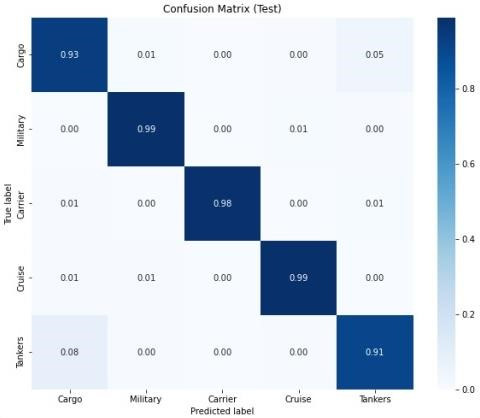 Confusion Matrix (Test)
Cargo 0.93 0.01 0.00 0.00 0.05
Military 0.00 0.99 0.00 0.01 0.00
Carrier 0.01 0.00 0.98 0.00 0.01
Cruise 0.01 0.01 0.00 0.99 0.00
Tankers 0.08 0.00 0.00 0.00 0.91
Cargo Military Carrier Cruise Tankers
Predicted label
True label
0.8
0.6
0.4
0.2
0.0